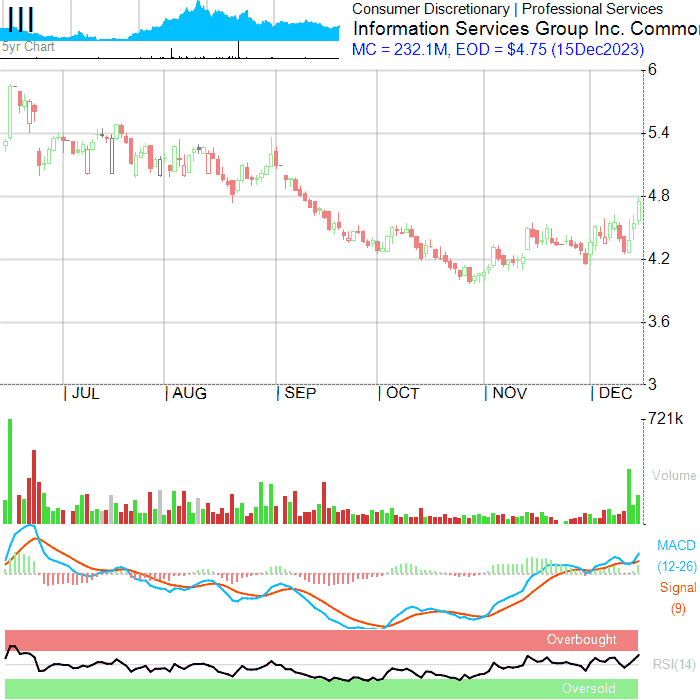 III
5yr Chart
Consumer Discretionary | Professional Services
Information Services Group Inc. Common
MC = 232.1M, EOD = $4.75 (15Dec2023)
6
5.4
4.8
4.2
3.6
3
JUL AUG SEP OCT NOV DEC
721k
Volume
MACD
(12-26)
Signal
(9)
Overbought
RSI(14)
Oversold